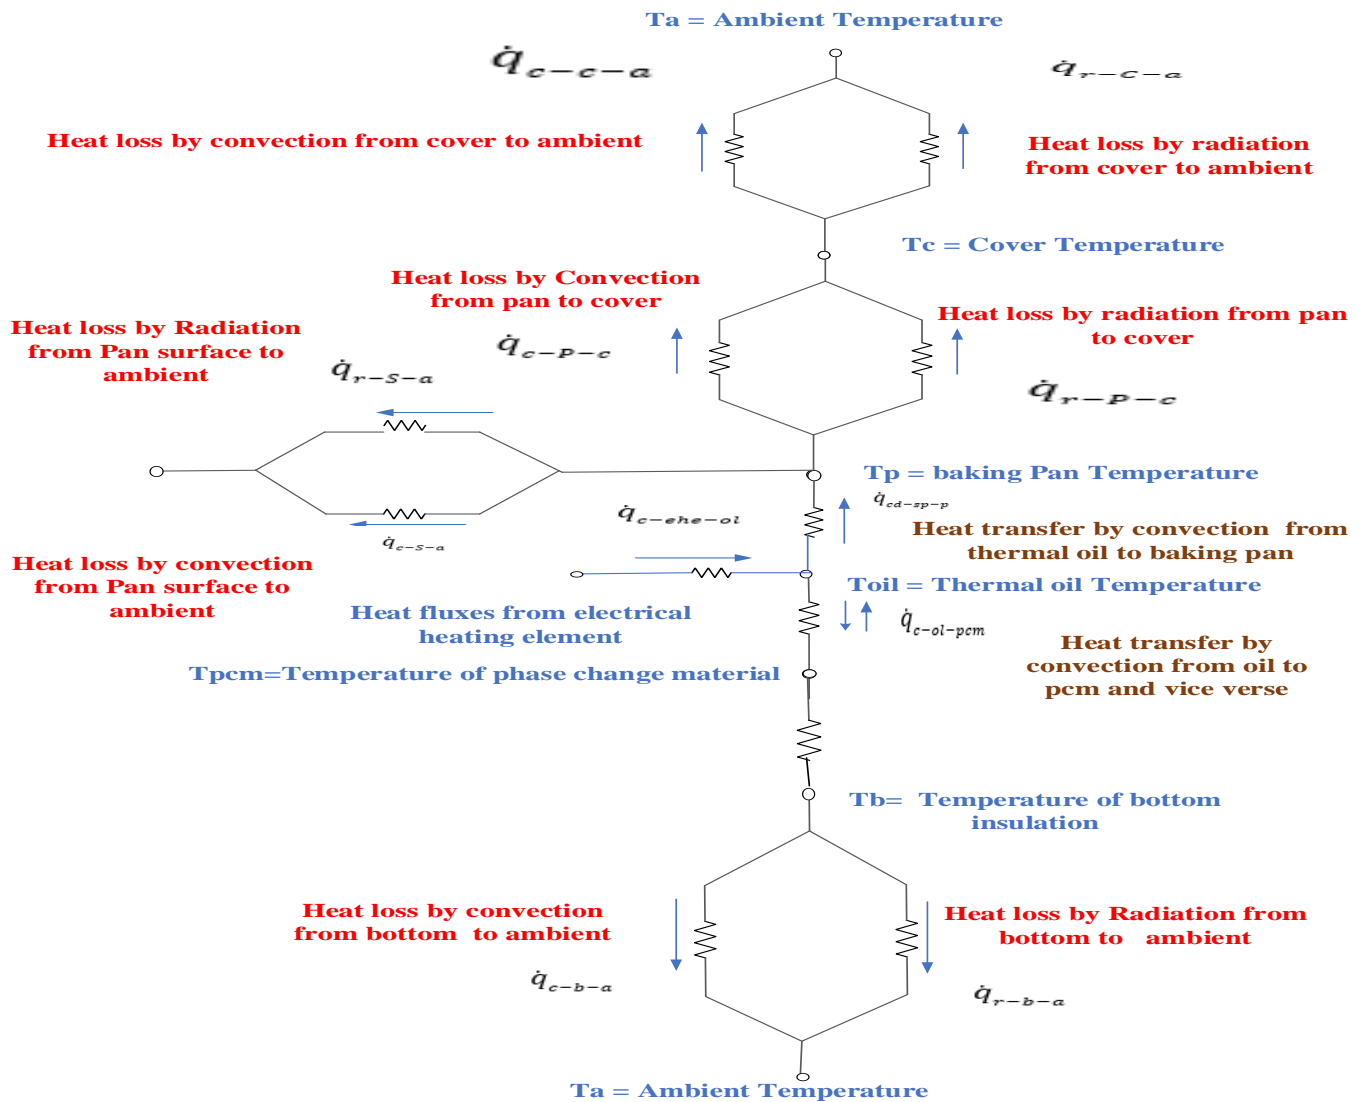 Ta = Ambient Temperature
q̇c−c−a
q̇r−C−a
Heat loss by convection from cover to ambient
Heat loss by radiation
from cover to ambient
Tc = Cover Temperature
Heat loss by Convection
from pan to cover
Heat loss by radiation from pan
to cover
Heat loss by Radiation
from Pan surface to
ambient
q̇c−P−c
q̇r−S−a
q̇r−P−c
Tp = baking Pan Temperature
q̇cd−sp−p
q̇c−ehe−ol
q̇c−S−a
Heat transfer by convection from
thermal oil to baking pan
Heat loss by convection
from Pan surface to
ambient
Toil = Thermal oil Temperature
Heat fluxes from electrical
heating element
q̇c−ol−pcm
Heat transfer by
convection from oil to
pcm and vice verse
Tpcm=Temperature of phase change material
Tb= Temperature of bottom
insulation
Heat loss by convection
from bottom to ambient
Heat loss by Radiation from
bottom to ambient
q̇c−b−a
q̇r−b−a
Ta = Ambient Temperature